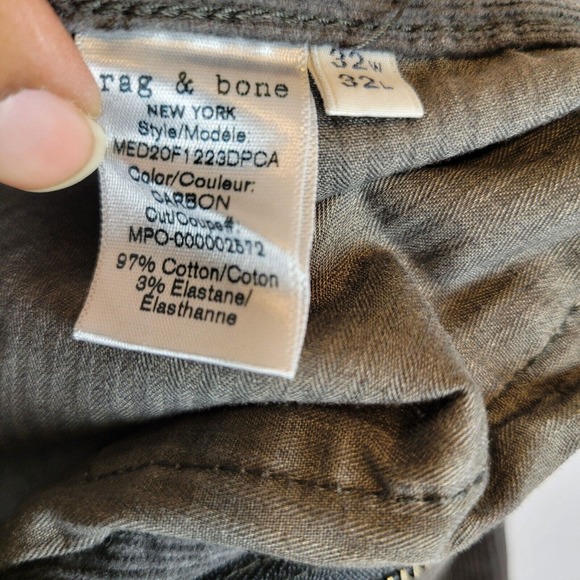 rag & bone
NEW YORK
Style/Modèle
MED20F1223DPCA
Color/Couleur:
CARBON
Cut/Coupe#:
MPO-000002572
97% Cotton/Coton
3% Elastane/
Élasthanne
32W
32L